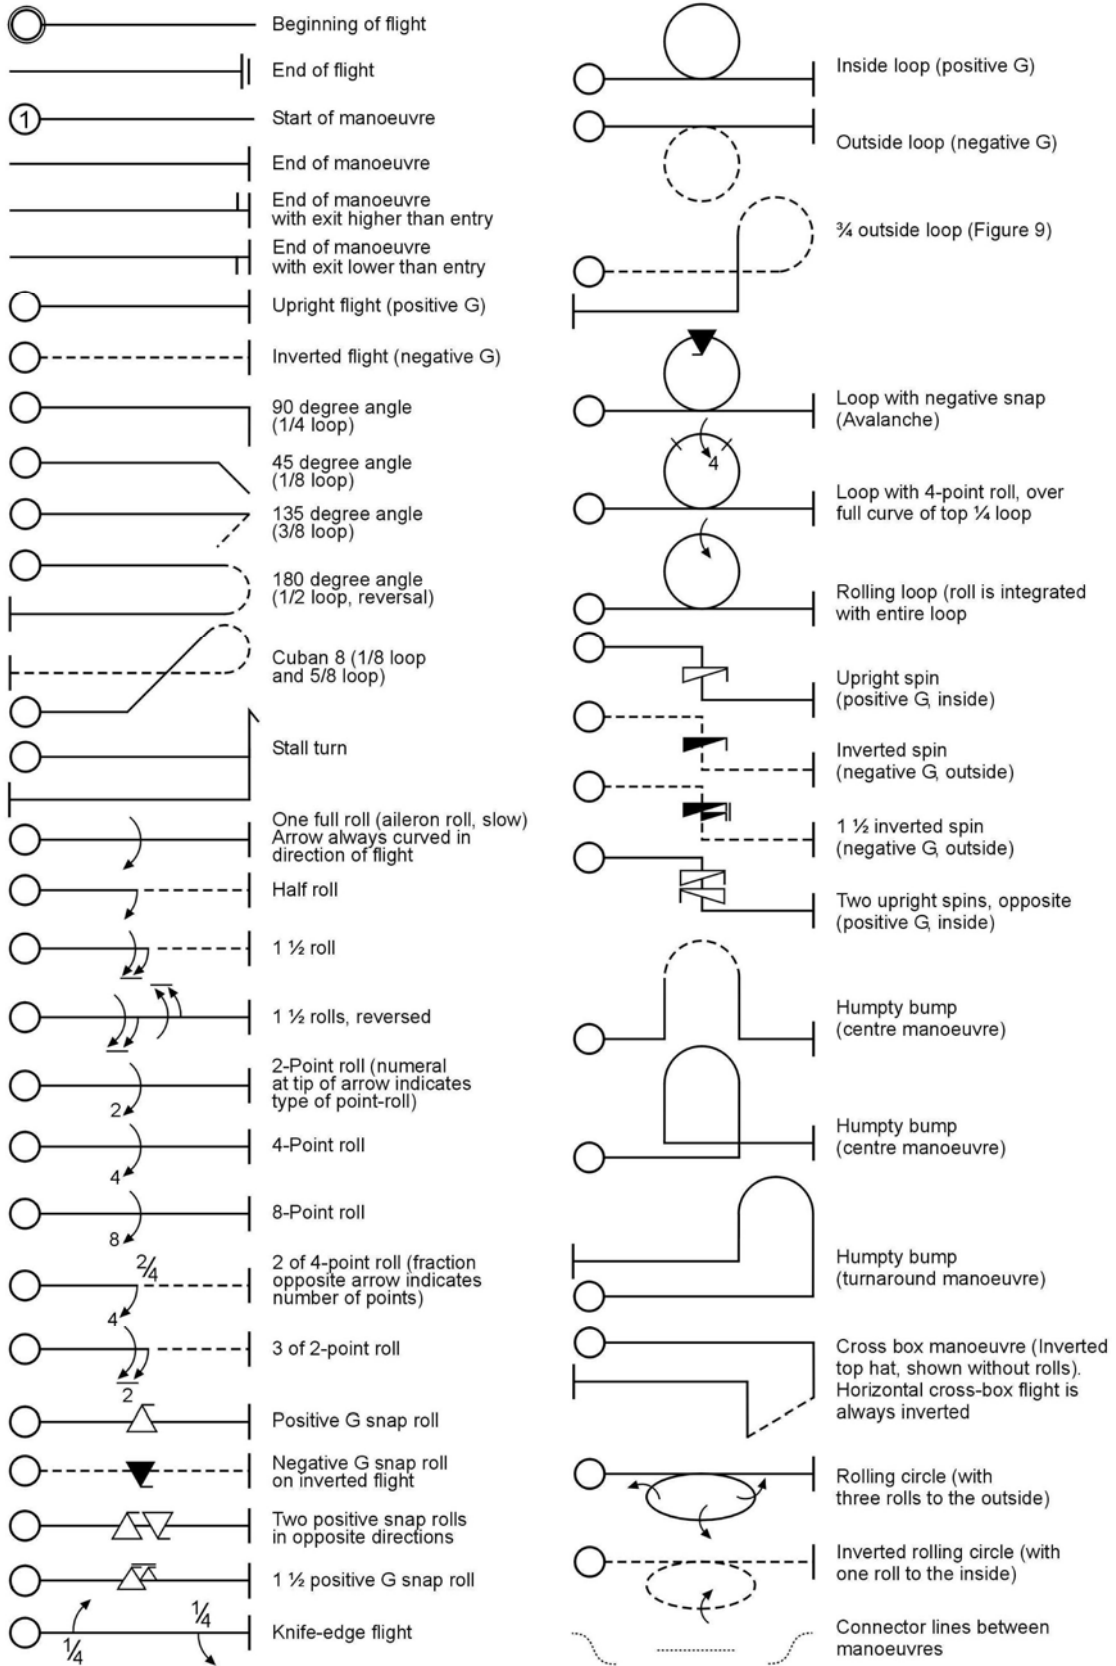 Beginning of flight
End of flight
1
Start of manoeuvre
End of manoeuvre
End of manoeuvre
with exit higher than entry
End of manoeuvre
with exit lower than entry
Upright flight (positive G)
Inverted flight (negative G)
90 degree angle
(1/4 loop)
45 degree angle
(1/8 loop)
135 degree angle
(3/8 loop)
180 degree angle
(1/2 loop, reversal)
Cuban 8 (1/8 loop
and 5/8 loop)
Stall turn
One full roll (aileron roll, slow)
Arrow always curved in
direction of flight
Half roll
1 ½ roll
1 ½ rolls, reversed
2-Point roll (numeral
at tip of arrow indicates
type of point-roll)
2
4-Point roll
4
8-Point roll
8
2/4
2 of 4-point roll (fraction
opposite arrow indicates
number of points)
4
3 of 2-point roll
2
Positive G snap roll
Negative G snap roll
on inverted flight
Two positive snap rolls
in opposite directions
1 ½ positive G snap roll
¼
¼
Knife-edge flight
Inside loop (positive G)
Outside loop (negative G)
¾ outside loop (Figure 9)
Loop with negative snap
(Avalanche)
4
Loop with 4-point roll, over
full curve of top ¼ loop
Rolling loop (roll is integrated
with entire loop
Upright spin
(positive G, inside)
Inverted spin
(negative G, outside)
1 ½ inverted spin
(negative G, outside)
Two upright spins, opposite
(positive G, inside)
Humpty bump
(centre manoeuvre)
Humpty bump
(centre manoeuvre)
Humpty bump
(turnaround manoeuvre)
Cross box manoeuvre (Inverted
top hat, shown without rolls).
Horizontal cross-box flight is
always inverted
Rolling circle (with
three rolls to the outside)
Inverted rolling circle (with
one roll to the inside)
Connector lines between
manoeuvres